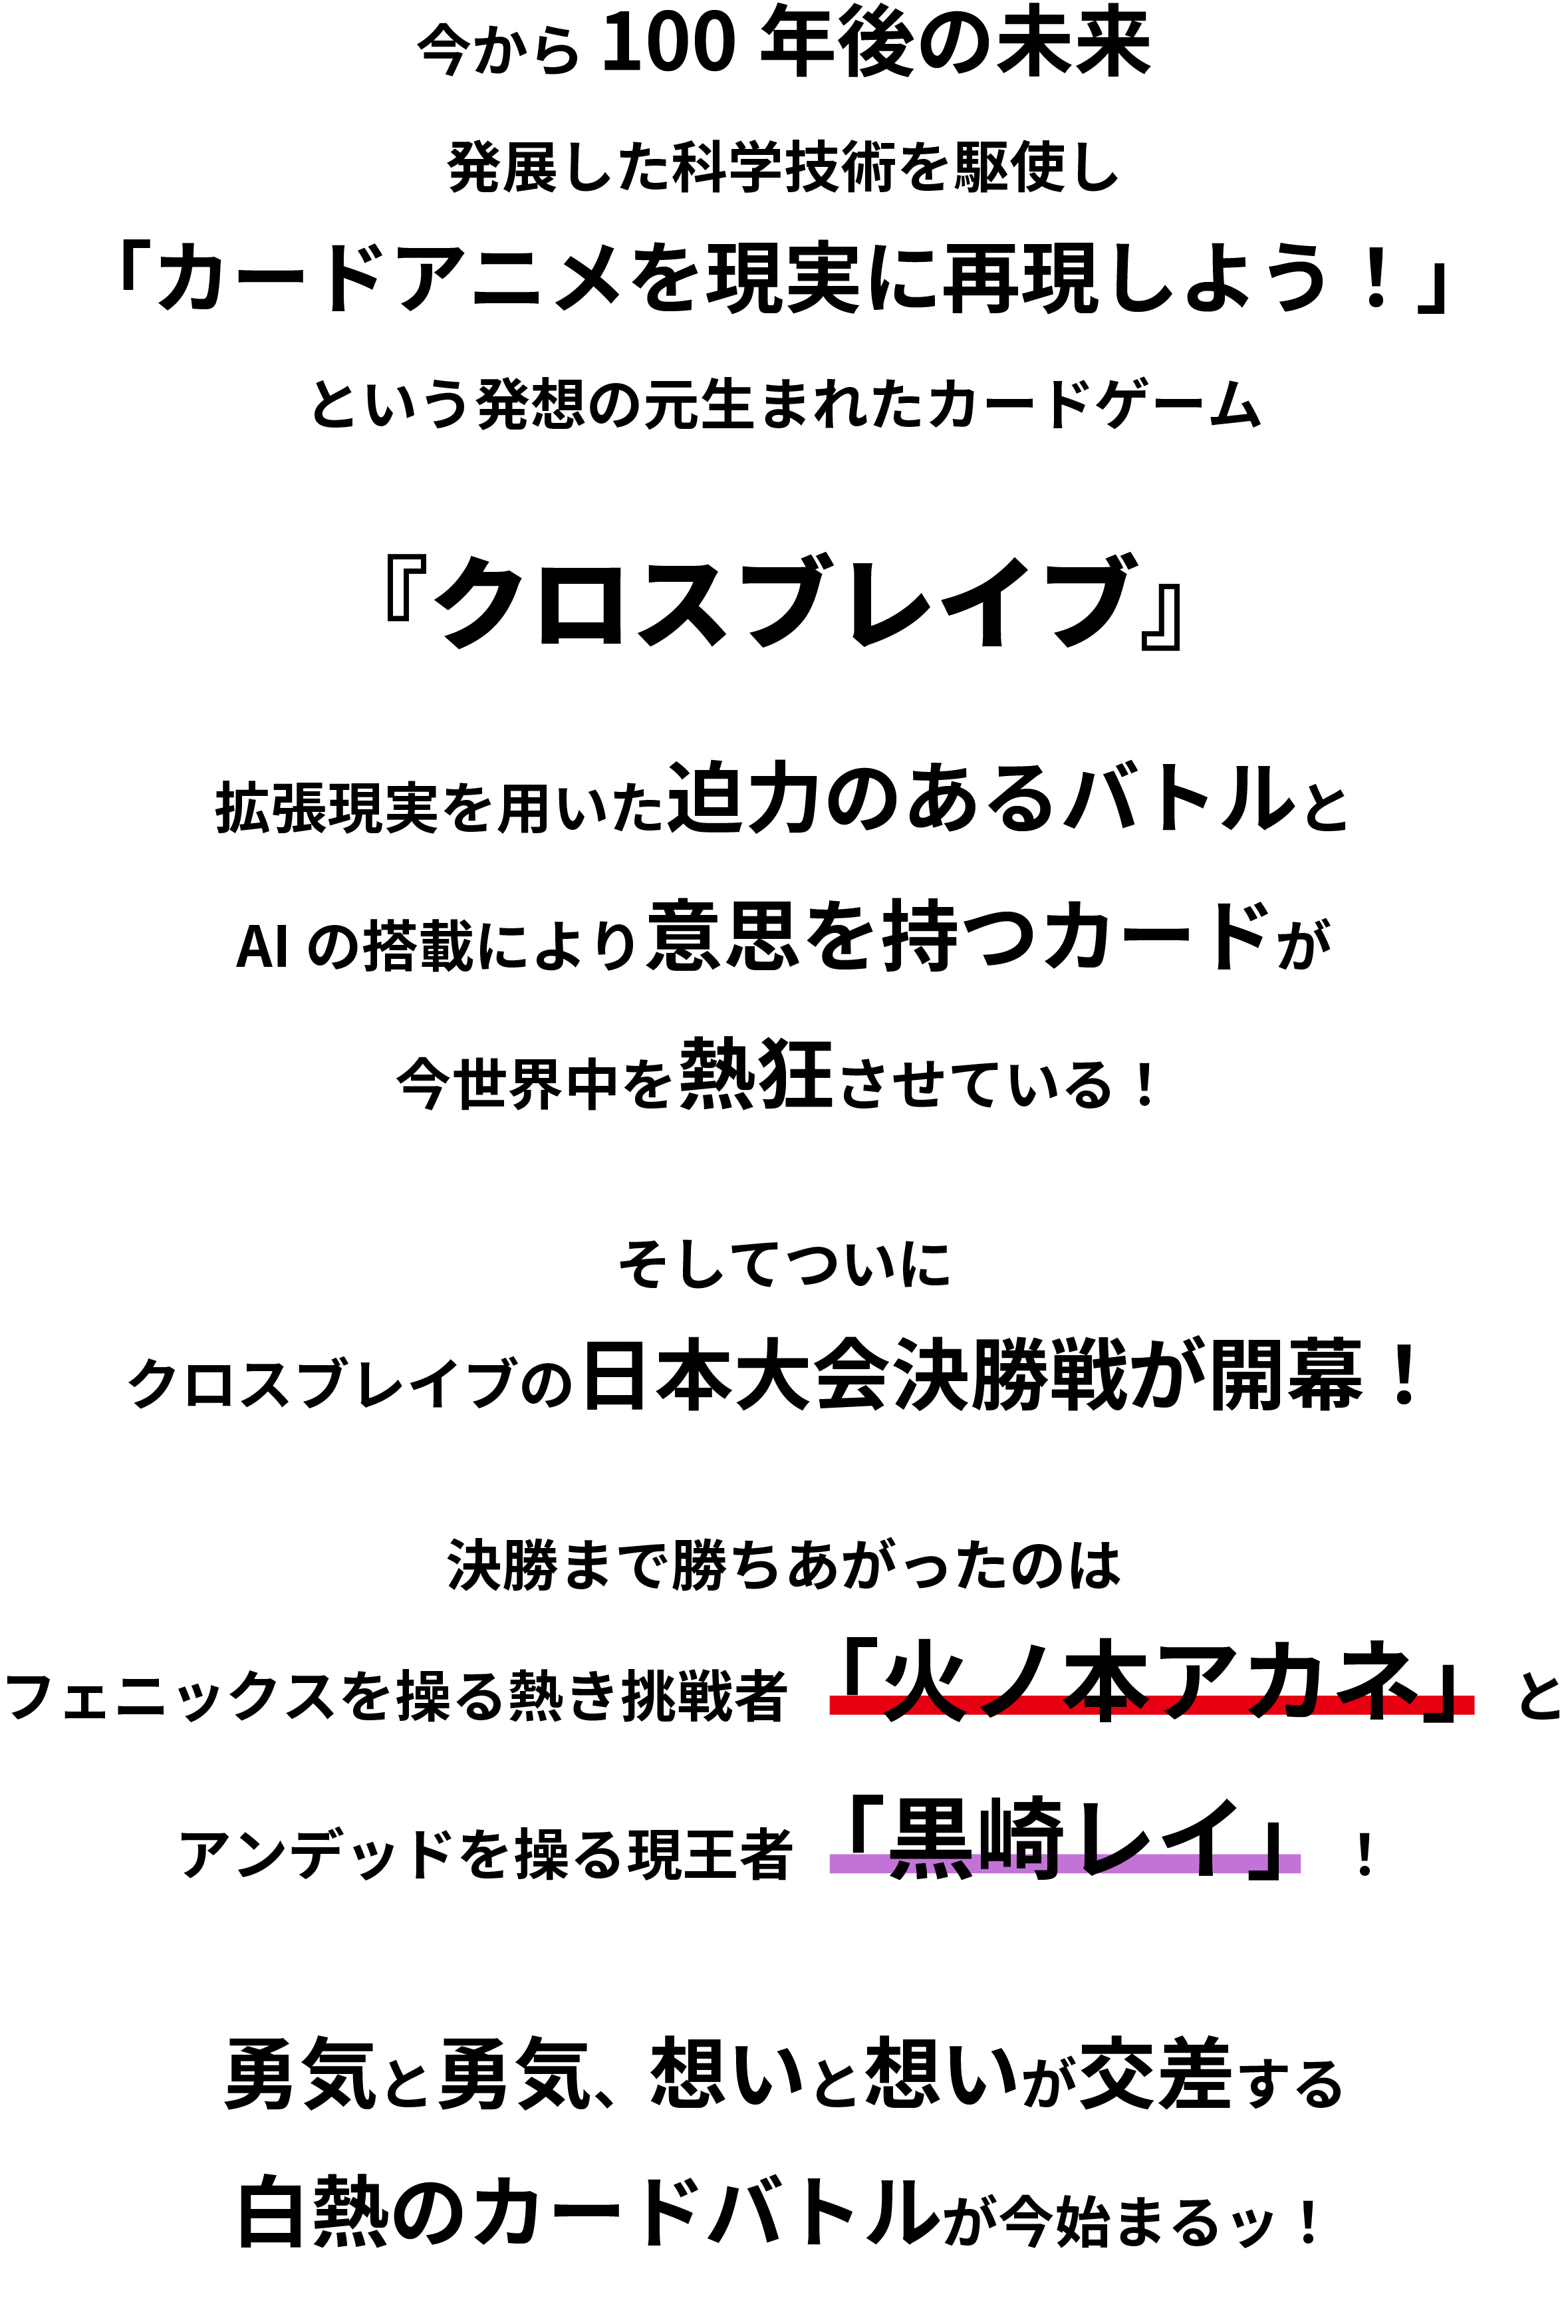 今から 100 年後の未来
発展した科学技術を駆使し
「カードアニメを現実に再現しよう！」
という発想の元生まれたカードゲーム
『クロスブレイブ』
拡張現実を用いた迫力のあるバトルと
AI の搭載により意思を持つカードが
今世界中を熱狂させている！
そしてついに
クロスブレイブの日本大会決勝戦が開幕！
決勝まで勝ちあがったのは
フェニックスを操る熱き挑戦者「火ノ本アカネ」と
アンデッドを操る現王者「黒崎レイ」！
勇気と勇気、想いと想いが交差する
白熱のカードバトルが今始まるッ！